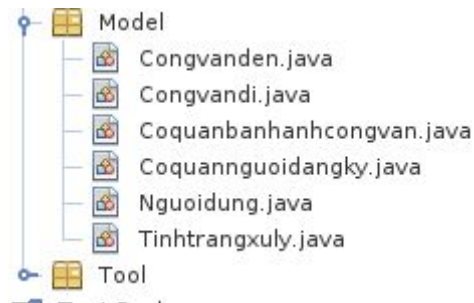 Model
Congvanden.java
Congvandi.java
Coquanbanhanhcongvan.java
Coquannguoidangky.java
Nguoidung.java
Tinhtrangxuly.java
Tool